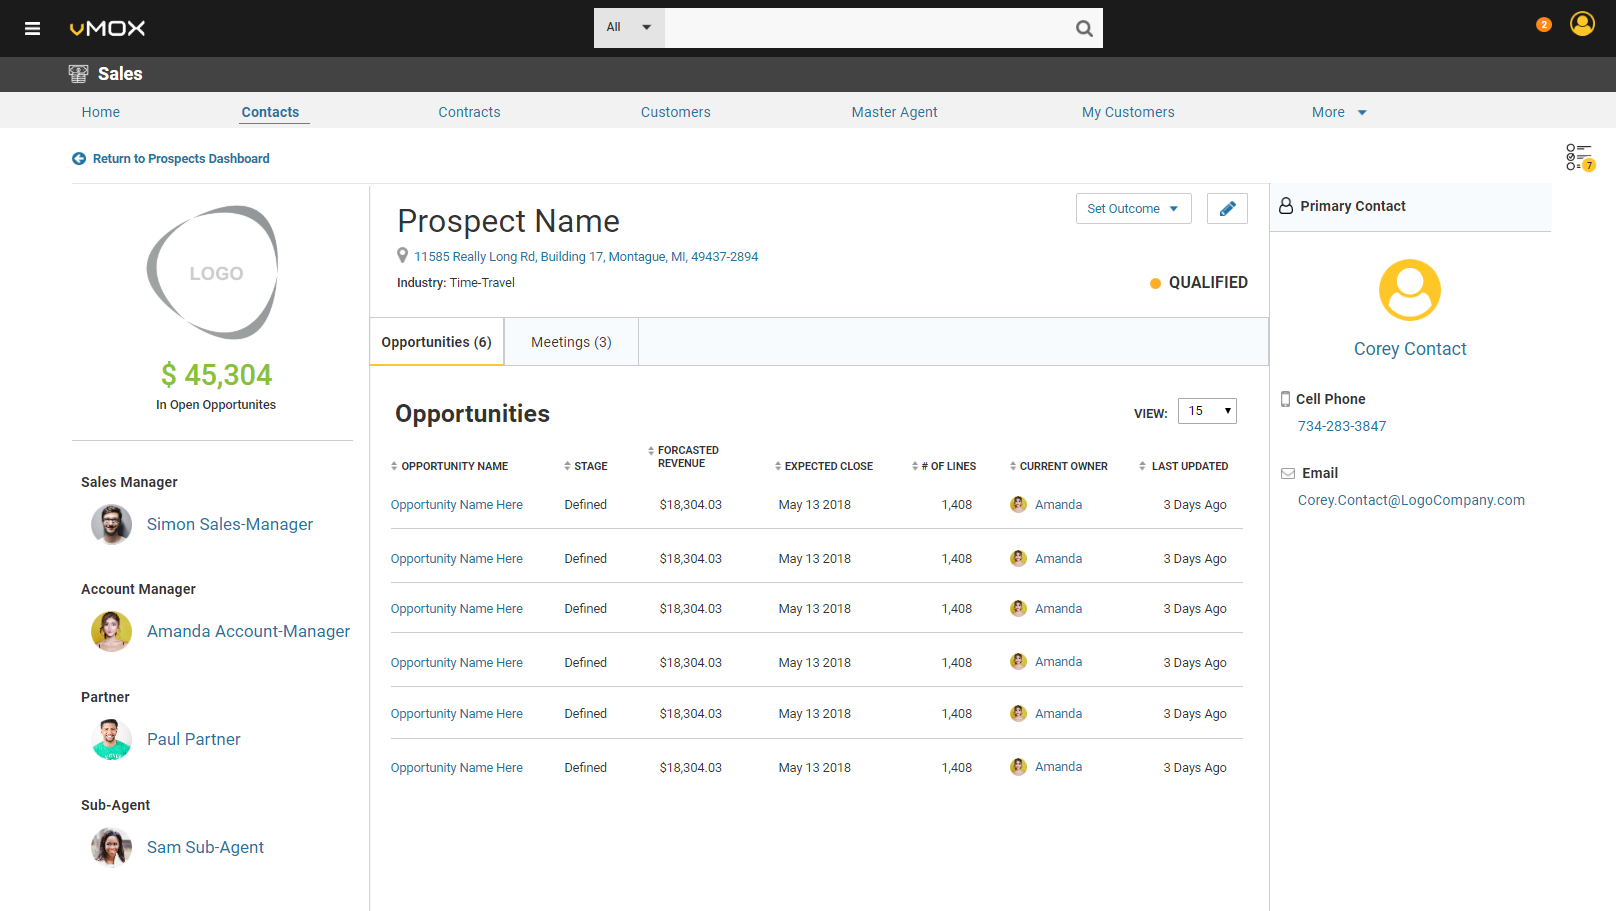 vMOX
All
2
Sales
Home Contacts Contracts Customers Master Agent My Customers More
Return to Prospects Dashboard
7
LOGO
$ 45,304
In Open Opportunites
Sales Manager
Simon Sales-Manager
Account Manager
Amanda Account-Manager
Partner
Paul Partner
Sub-Agent
Sam Sub-Agent
Prospect Name
Set Outcome
11585 Really Long Rd, Building 17, Montague, MI, 49437-2894
Industry: Time-Travel
QUALIFIED
Opportunities (6) Meetings (3)
Opportunities
VIEW: 15
OPPORTUNITY NAME STAGE FORCASTED REVENUE EXPECTED CLOSE # OF LINES CURRENT OWNER LAST UPDATED
Opportunity Name Here Defined $18,304.03 May 13 2018 1,408 Amanda 3 Days Ago
Opportunity Name Here Defined $18,304.03 May 13 2018 1,408 Amanda 3 Days Ago
Opportunity Name Here Defined $18,304.03 May 13 2018 1,408 Amanda 3 Days Ago
Opportunity Name Here Defined $18,304.03 May 13 2018 1,408 Amanda 3 Days Ago
Opportunity Name Here Defined $18,304.03 May 13 2018 1,408 Amanda 3 Days Ago
Opportunity Name Here Defined $18,304.03 May 13 2018 1,408 Amanda 3 Days Ago
Primary Contact
Corey Contact
Cell Phone
734-283-3847
Email
Corey.Contact@LogoCompany.com